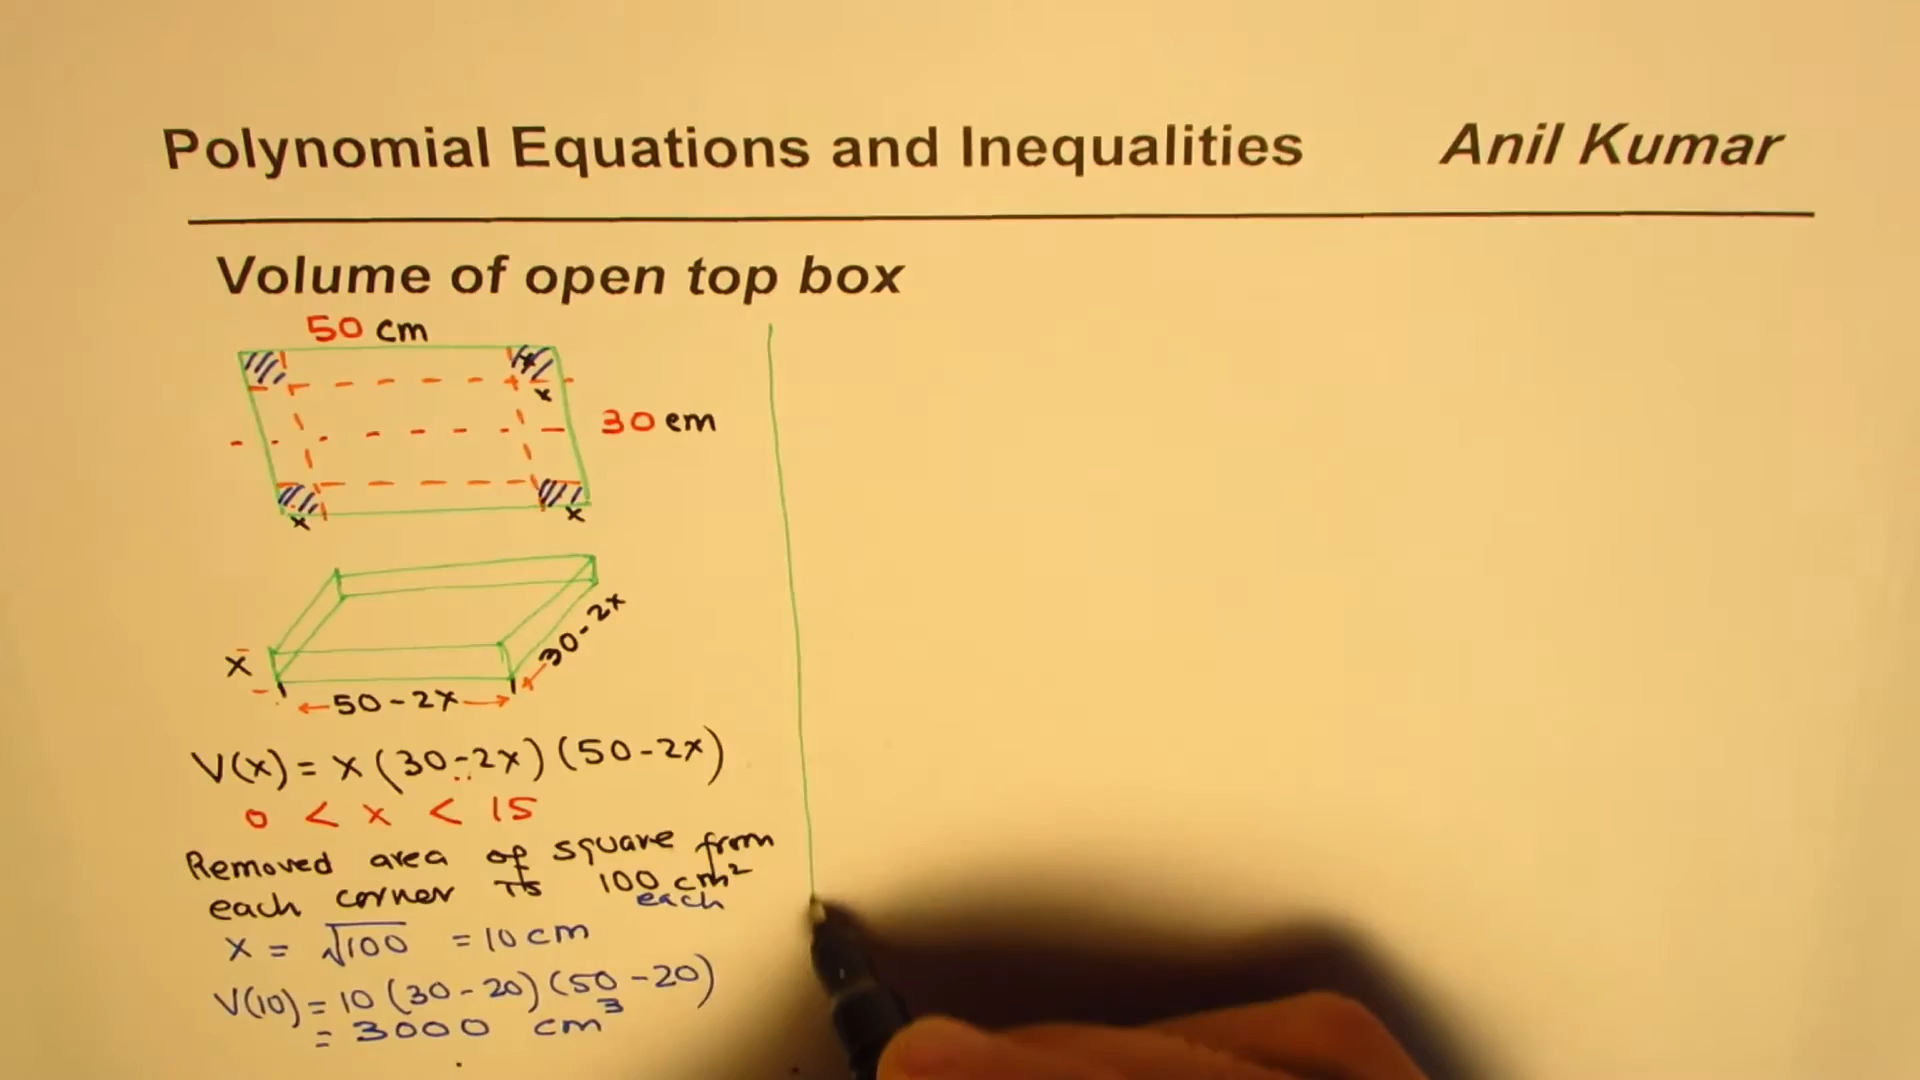 Polynomial Equations and Inequalities Anil Kumar
Volume of open top box
50 cm
x
x
30 cm
x
x
x
30-2x
50-2x
V(x) = x(30-2x)(50-2x)
0 < x < 15
Removed area of square from
each corner is 100 cm²
each
x = √100 = 10 cm
V(10) = 10(30-20)(50-20)
= 3000 cm³